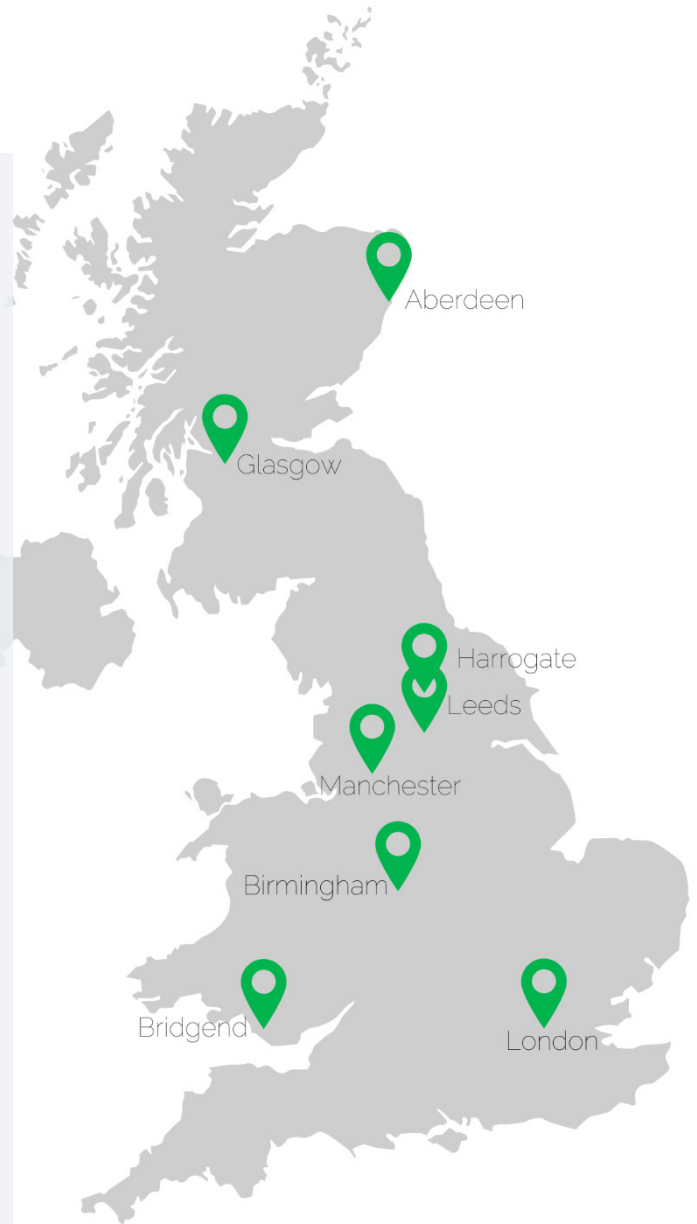 Aberdeen
Glasgow
Harrogate
Leeds
Manchester
Birmingham
Bridgend
London